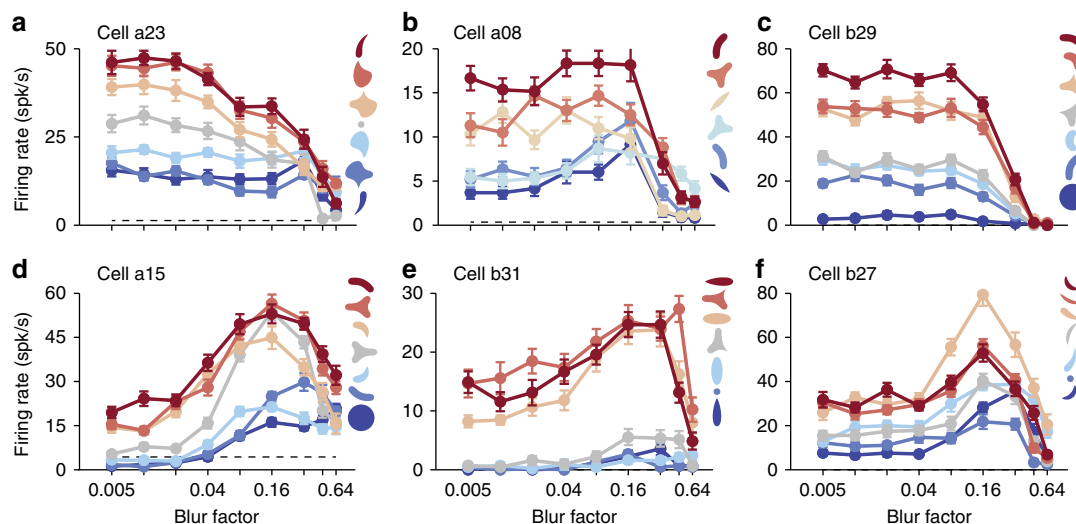 a Cell a23
b Cell a08
c Cell b29
Firing rate (spk/s)
50
25
0
20
15
10
5
0
80
60
40
20
0
d Cell a15
e Cell b31
f Cell b27
Firing rate (spk/s)
60
45
30
15
0
30
20
10
0
80
60
40
20
0
0.005 0.04 0.16 0.64
0.005 0.04 0.16 0.64
0.005 0.04 0.16 0.64
Blur factor
Blur factor
Blur factor